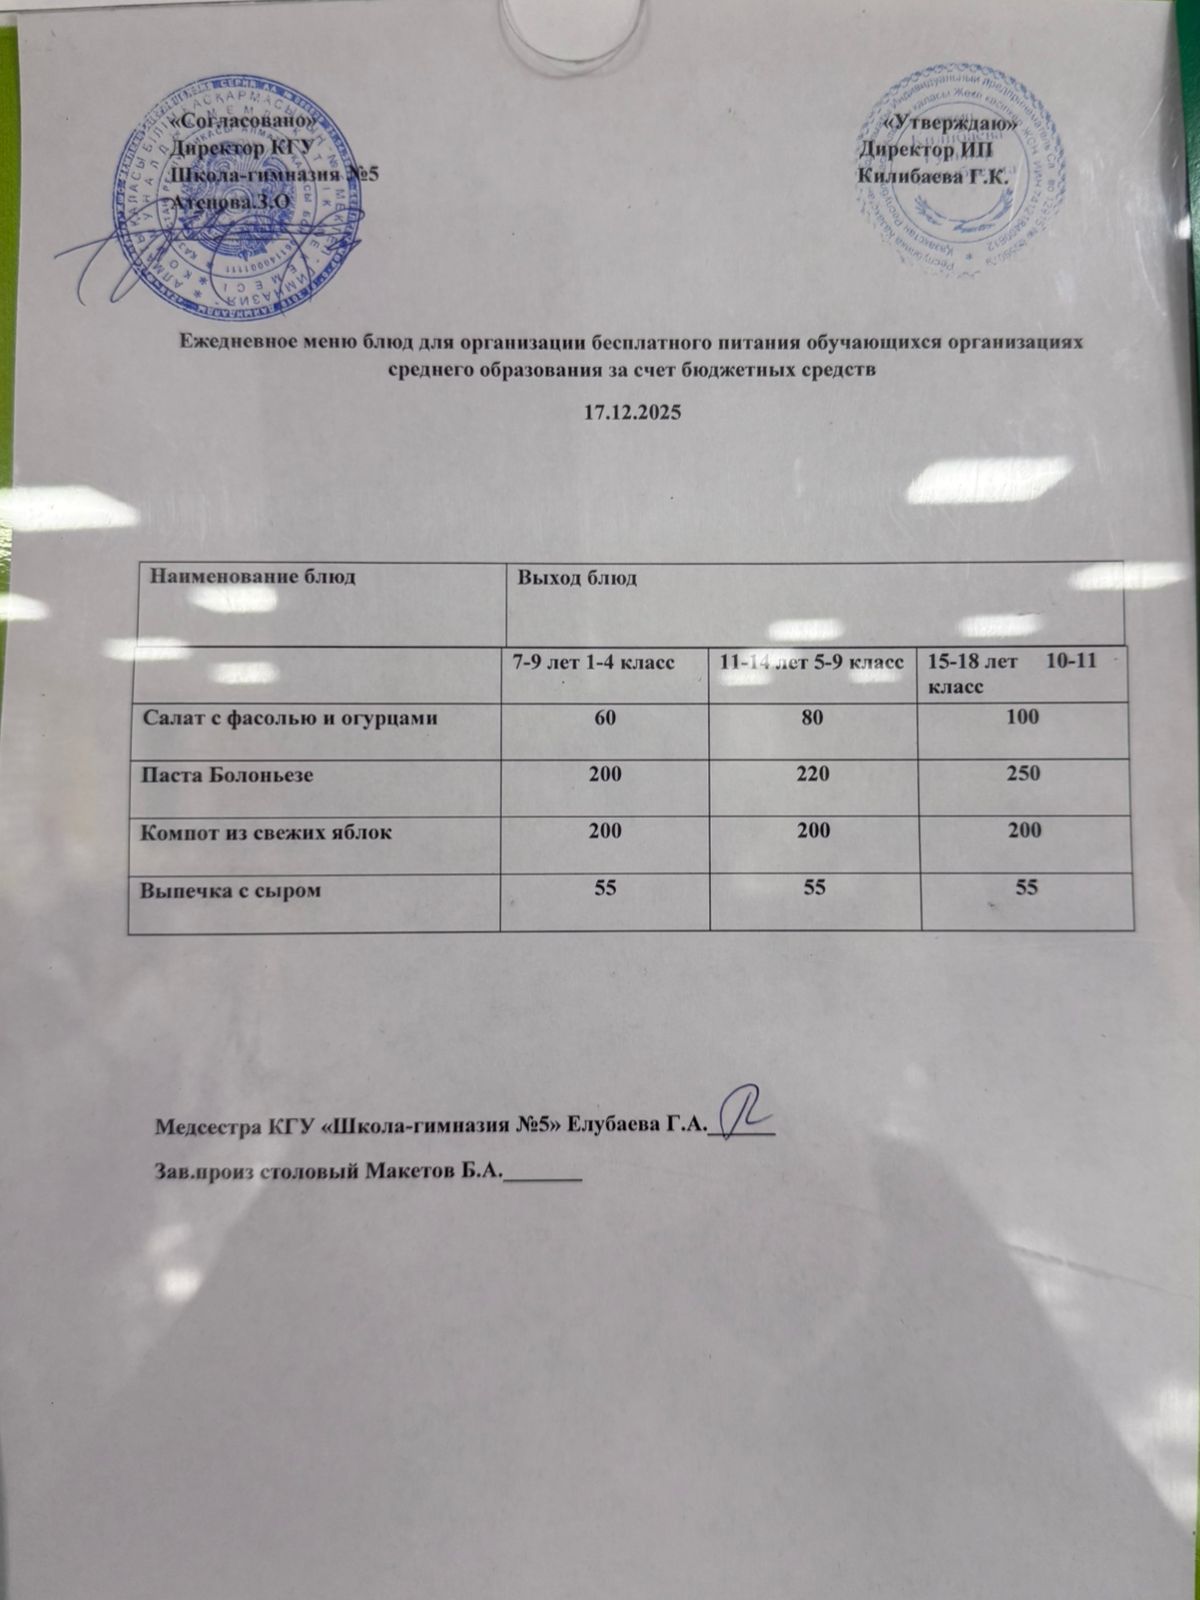 «Согласовано»
Директор КГУ
Школа-гимназия №5
Атепова.З.О
«Утверждаю»
Директор ИП
Килибаева Г.К.
Ежедневное меню блюд для организации бесплатного питания обучающихся организациях
среднего образования за счет бюджетных средств
17.12.2025
Наименование блюд Выход блюд
7-9 лет 1-4 класс 11-14 лет 5-9 класс 15-18 лет 10-11
класс
Салат с фасолью и огурцами 60 80 100
Паста Болоньезе 200 220 250
Компот из свежих яблок 200 200 200
Выпечка с сыром 55 55 55
Медсестра КГУ «Школа-гимназия №5» Елубаева Г.А.______
Зав.произ столовый Макетов Б.А._______